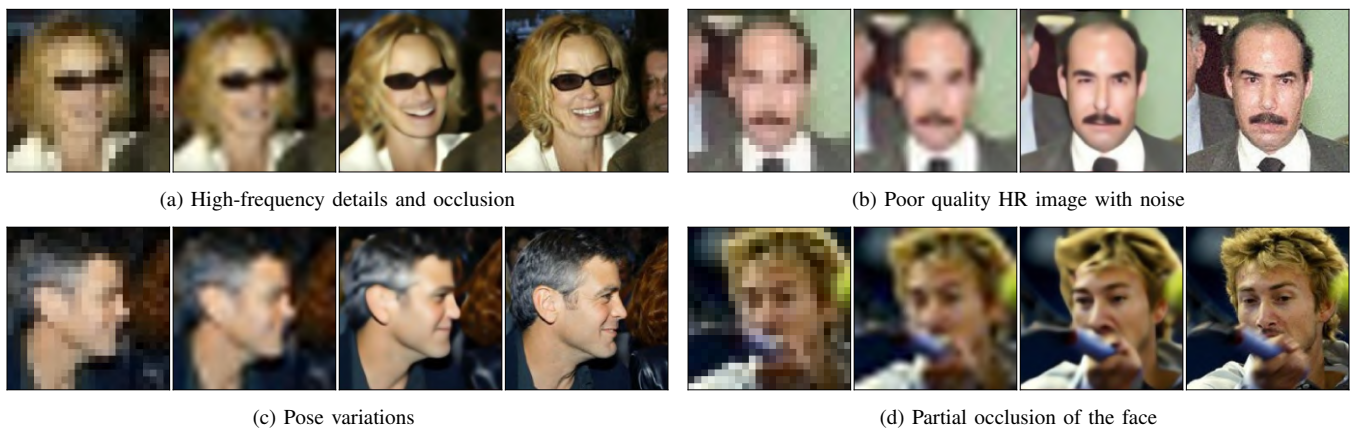 (a) High-frequency details and occlusion
(b) Poor quality HR image with noise
(c) Pose variations
(d) Partial occlusion of the face